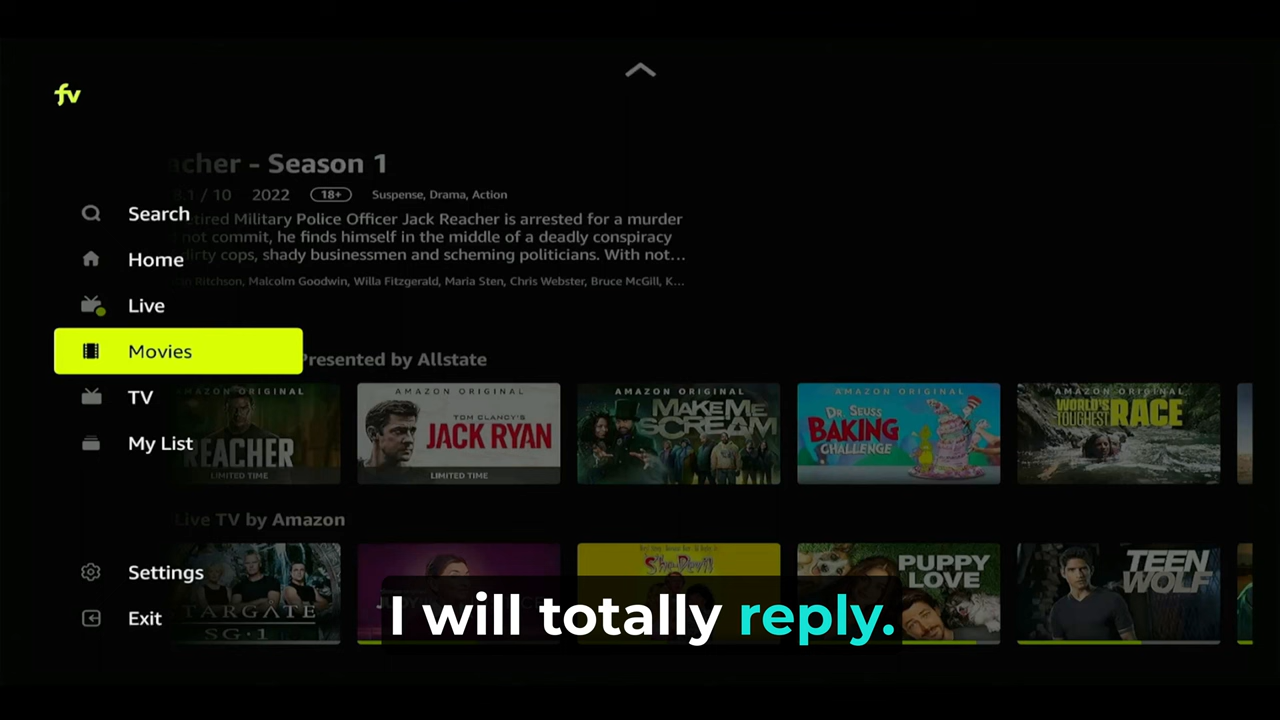 fv
acher - Season 1
8.1 / 10 2022 18+ Suspense, Drama, Action
Search
tired Military Police Officer Jack Reacher is arrested for a murder
not commit, he finds himself in the middle of a deadly conspiracy
Home
dirty cops, shady businessmen and scheming politicians. With not...
Ritchson, Malcolm Goodwin, Willa Fitzgerald, Maria Sten, Chris Webster, Bruce McGill, K...
Live
Movies
Presented by Allstate
TV
AMAZON ORIGINAL
REACHER
LIMITED TIME
AMAZON ORIGINAL
TOM CLANCY'S
JACK RYAN
LIMITED TIME
AMAZON ORIGINAL
MAKE ME
SCREAM
AMAZON ORIGINAL
DR. SEUSS
BAKING
CHALLENGE
AMAZON ORIGINAL
WORLD'S
TOUGHEST RACE
My List
Live TV by Amazon
STARGATE
SG·1
PUPPY
LOVE
TEEN
WOLF
Settings
Exit
I will totally reply.